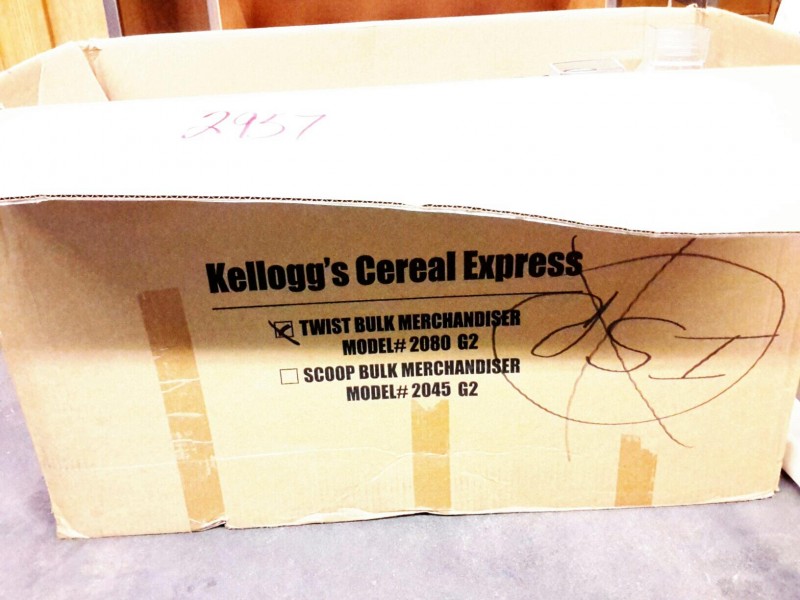 2957
Kellogg's Cereal Express
TWIST BULK MERCHANDISER
MODEL# 2080 G2
SCOOP BULK MERCHANDISER
MODEL# 2045 G2